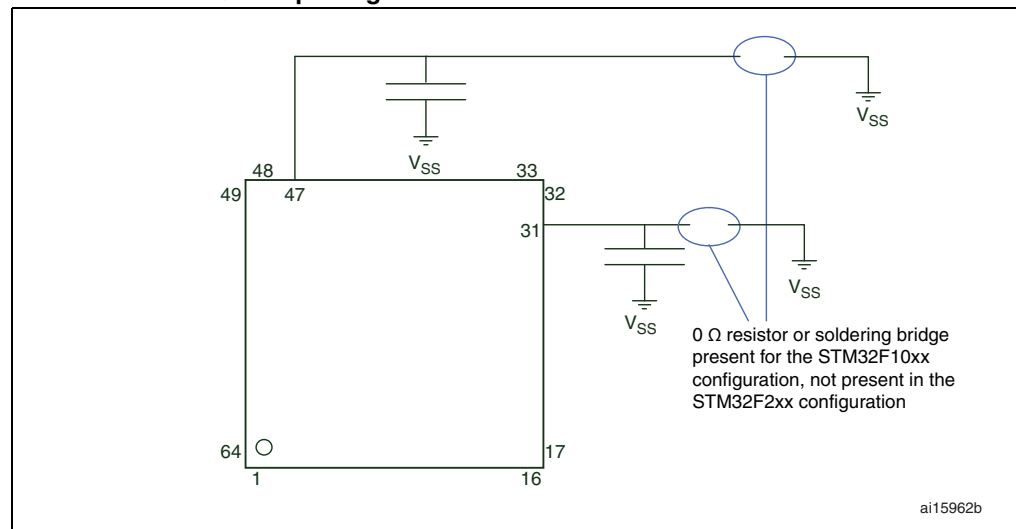 VSS
VSS
48
33
49
47
32
31
VSS
VSS
0 Ω resistor or soldering bridge
present for the STM32F10xx
configuration, not present in the
STM32F2xx configuration
64
17
1
16
ai15962b